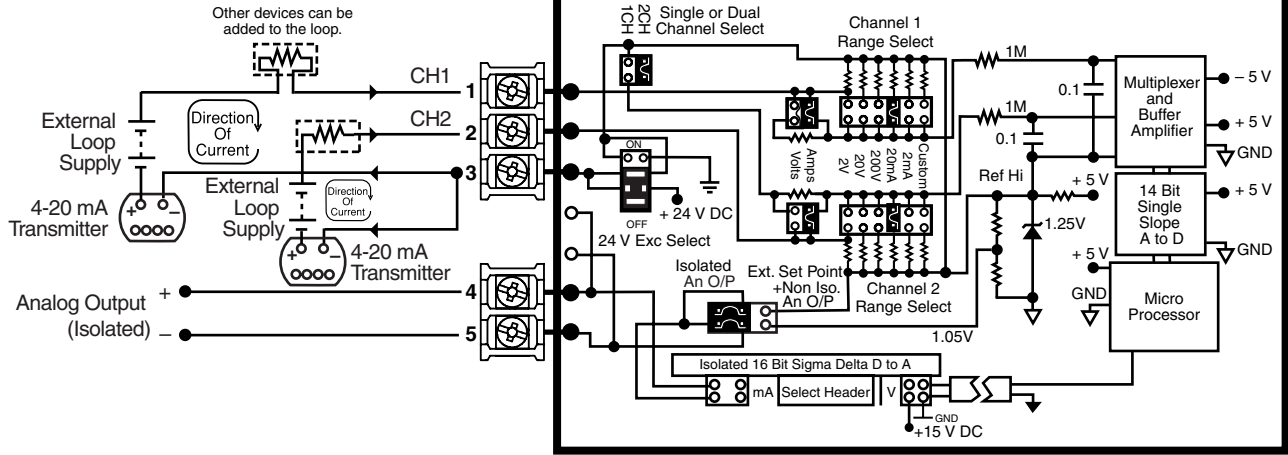 Other devices can be
added to the loop.
CH1
Direction
Of
Current
CH2
External
Loop
Supply
External
Loop
Supply
Direction
Of
Current
+
–
4-20 mA
Transmitter
+
–
4-20 mA
Transmitter
Analog Output
(Isolated)
+
–
1
2
3
4
5
1CH
2CH
Single or Dual
Channel Select
Channel 1
Range Select
1M
1M
0.1
0.1
Multiplexer
and
Buffer
Amplifier
– 5 V
+ 5 V
GND
ON
OFF
+ 24 V DC
24 V Exc Select
Volts
Amps
2V
20V
200V
20mA
2mA
Custom
Ref Hi
+ 5 V
1.25V
14 Bit
Single
Slope
A to D
+ 5 V
GND
Isolated
An O/P
Ext. Set Point
+Non Iso.
An O/P
Channel 2
Range Select
1.05V
+ 5 V
GND
Micro
Processor
Isolated 16 Bit Sigma Delta D to A
mA
Select Header
V
GND
+15 V DC